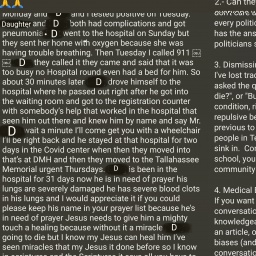 Monday and D and I tested positive on Tuesday.
Daughter and D both had complications and got
pneumonia. D went to the hospital on Sunday but
they sent her home with oxygen because she was
having trouble breathing. Then Tuesday I called 911
D they called it they came and said that it was
too busy no Hospital round even had a bed for him. So
about 30 minutes later D drove himself to the
hospital where he passed out right after he got into
the waiting room and got to the registration counter
with somebody's help that worked in the hospital that
seen him out there and knew him by name and say Mr.
D wait a minute I'll come get you with a wheelchair
I'll be right back and he stayed at that hospital for two
days in the Covid center when then they moved into
that's at DMH and then they moved to the Tallahassee
Memorial urgent Thursdays. D Is been in the
hospital for 31 days now he is in need of prayer his
lungs are severely damaged he has severe blood clots
in his lungs and I would appreciate it if you could
please keep him name in your prayer list because he's
in need of prayer Jesus needs to give him a mighty
touch a healing because without it a miracle D
going to die but I know my Jesus can heal him I've
seen miracles that my Jesus done before so I know
2.- Can the
every politi
has the ans
politicians s
3. Dismissi
I've lost trac
asked the q
die?", or "Bu
condition, r
repulsive be
previous to
people in Te
sink in. Con
school, you
community
4. Medical E
If you want
conversatio
knowledgea
an article, o
biases (and
conversatio